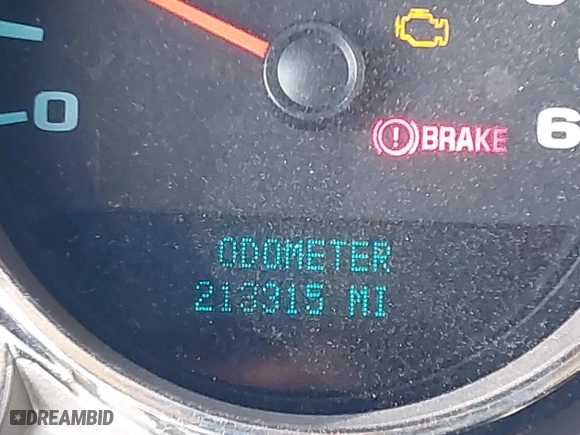 0
BRAKE
6
ODOMETER
213315 MI
DREAMBID